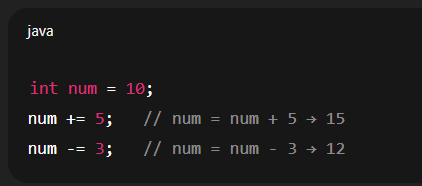 java
int num = 10;
num += 5;   // num = num + 5 → 15
num -= 3;   // num = num - 3 → 12